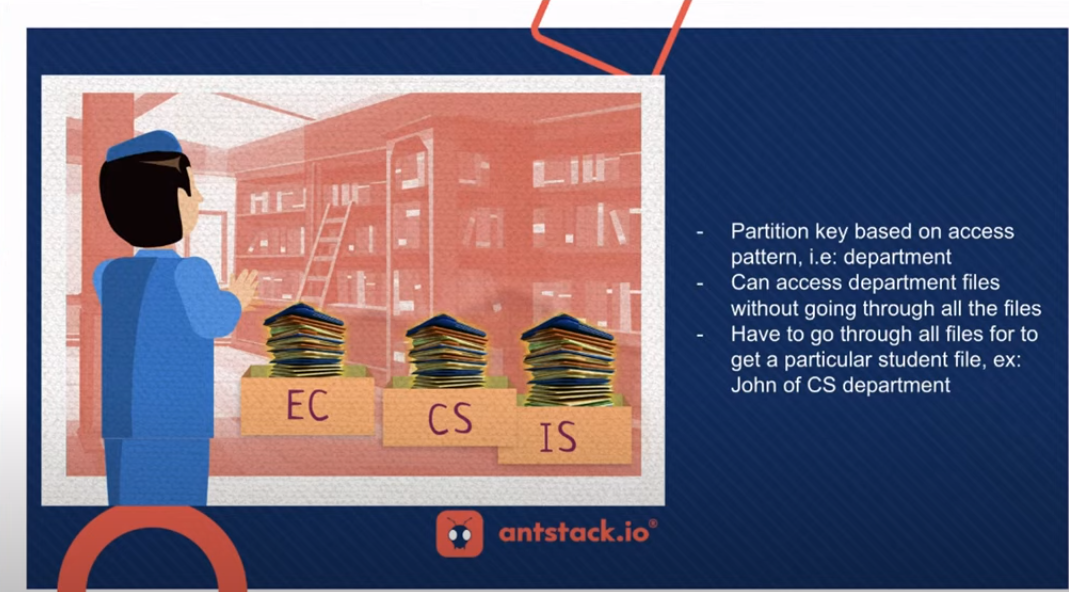 - Partition key based on access
pattern, i.e: department
- Can access department files
without going through all the files
- Have to go through all files for to
get a particular student file, ex:
John of CS department
EC
CS
IS
antstack.io®